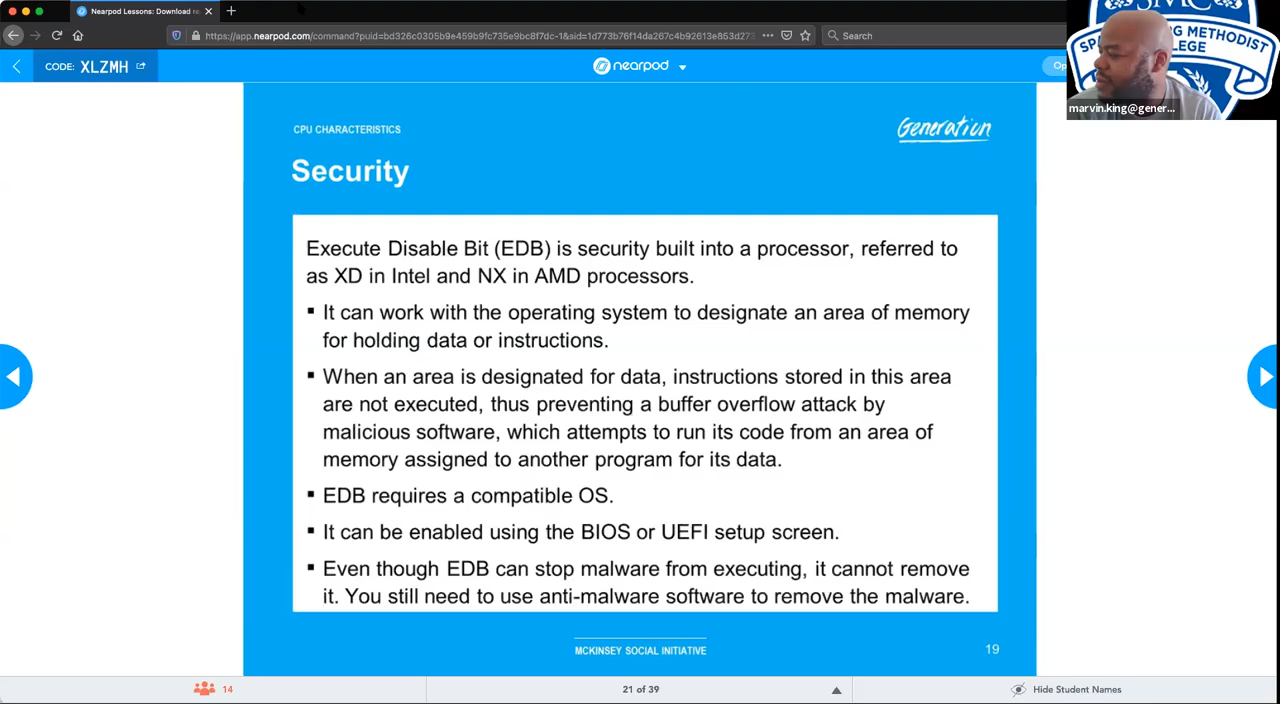 Nearpod Lessons: Download re
https://app.nearpod.com/command?puid=bd326c0305b9e459b9fc735e9bc8f7dc-1&sid=1d773b76f14da267c4b92613e853d273
Search
SMC
METHODIST
marvin.king@gener...
CODE: XLZMH
nearpod
Op
CPU CHARACTERISTICS
Generation
Security
Execute Disable Bit (EDB) is security built into a processor, referred to
as XD in Intel and NX in AMD processors.
▪ It can work with the operating system to designate an area of memory
for holding data or instructions.
▪ When an area is designated for data, instructions stored in this area
are not executed, thus preventing a buffer overflow attack by
malicious software, which attempts to run its code from an area of
memory assigned to another program for its data.
▪ EDB requires a compatible OS.
▪ It can be enabled using the BIOS or UEFI setup screen.
▪ Even though EDB can stop malware from executing, it cannot remove
it. You still need to use anti-malware software to remove the malware.
MCKINSEY SOCIAL INITIATIVE
19
14
21 of 39
Hide Student Names